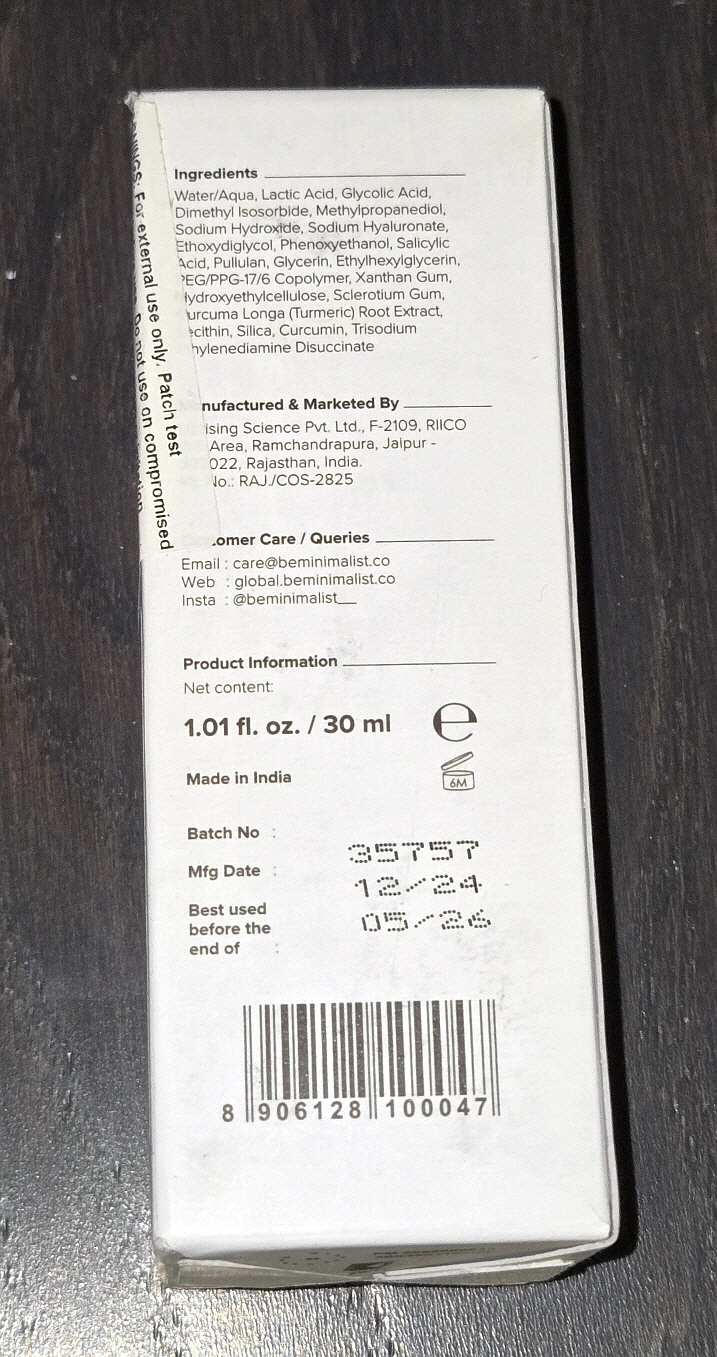 WINGS: For external use only. Patch test
Do not use on compromised
Ingredients
Water/Aqua, Lactic Acid, Glycolic Acid,
Dimethyl Isosorbide, Methylpropanediol,
Sodium Hydroxide, Sodium Hyaluronate,
Ethoxydiglycol, Phenoxyethanol, Salicylic
Acid, Pullulan, Glycerin, Ethylhexylglycerin,
PEG/PPG-17/6 Copolymer, Xanthan Gum,
Hydroxyethylcellulose, Sclerotium Gum,
urcuma Longa (Turmeric) Root Extract,
ecithin, Silica, Curcumin, Trisodium
hylenediamine Disuccinate
nufactured & Marketed By
ising Science Pvt. Ltd., F-2109, RIICO
Area, Ramchandrapura, Jaipur -
022, Rajasthan, India.
No.: RAJ./COS-2825
omer Care / Queries
Email : care@beminimalist.co
Web : global.beminimalist.co
Insta : @beminimalist__
Product Information
Net content:
1.01 fl. oz. / 30 ml e
Made in India
6M
Batch No : 35757
Mfg Date : 12/24
Best used
before the
end of : 05/26
8 906128 100047